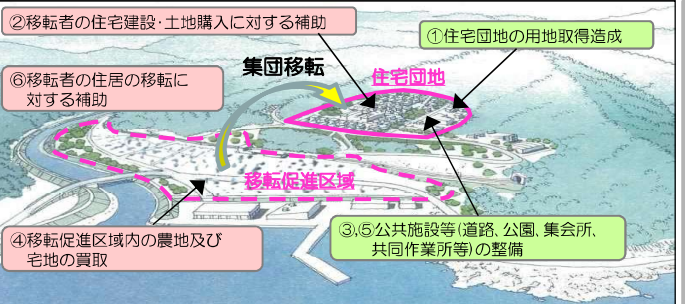 ②移転者の住宅建設･土地購入に対する補助
①住宅団地の用地取得造成
集団移転
住宅団地
⑥移転者の住居の移転に
対する補助
移転促進区域
④移転促進区域内の農地及び
宅地の買取
③,⑤公共施設等(道路、公園、集会所、
共同作業所等)の整備